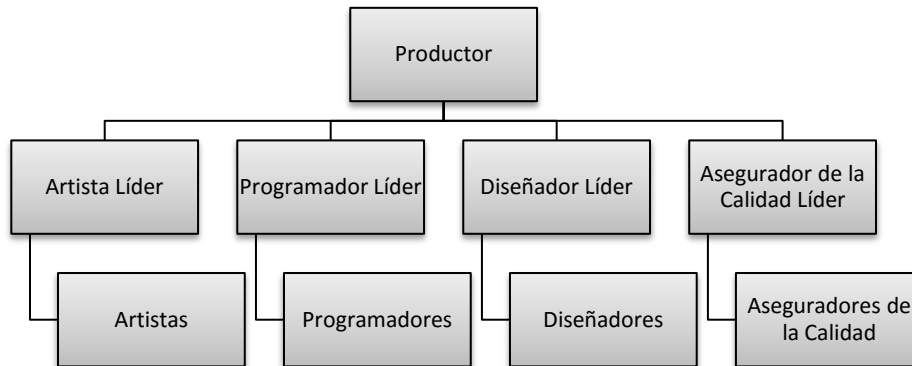 Productor
Artista Líder
Programador Líder
Diseñador Líder
Asegurador de la
Calidad Líder
Artistas
Programadores
Diseñadores
Aseguradores de
la Calidad